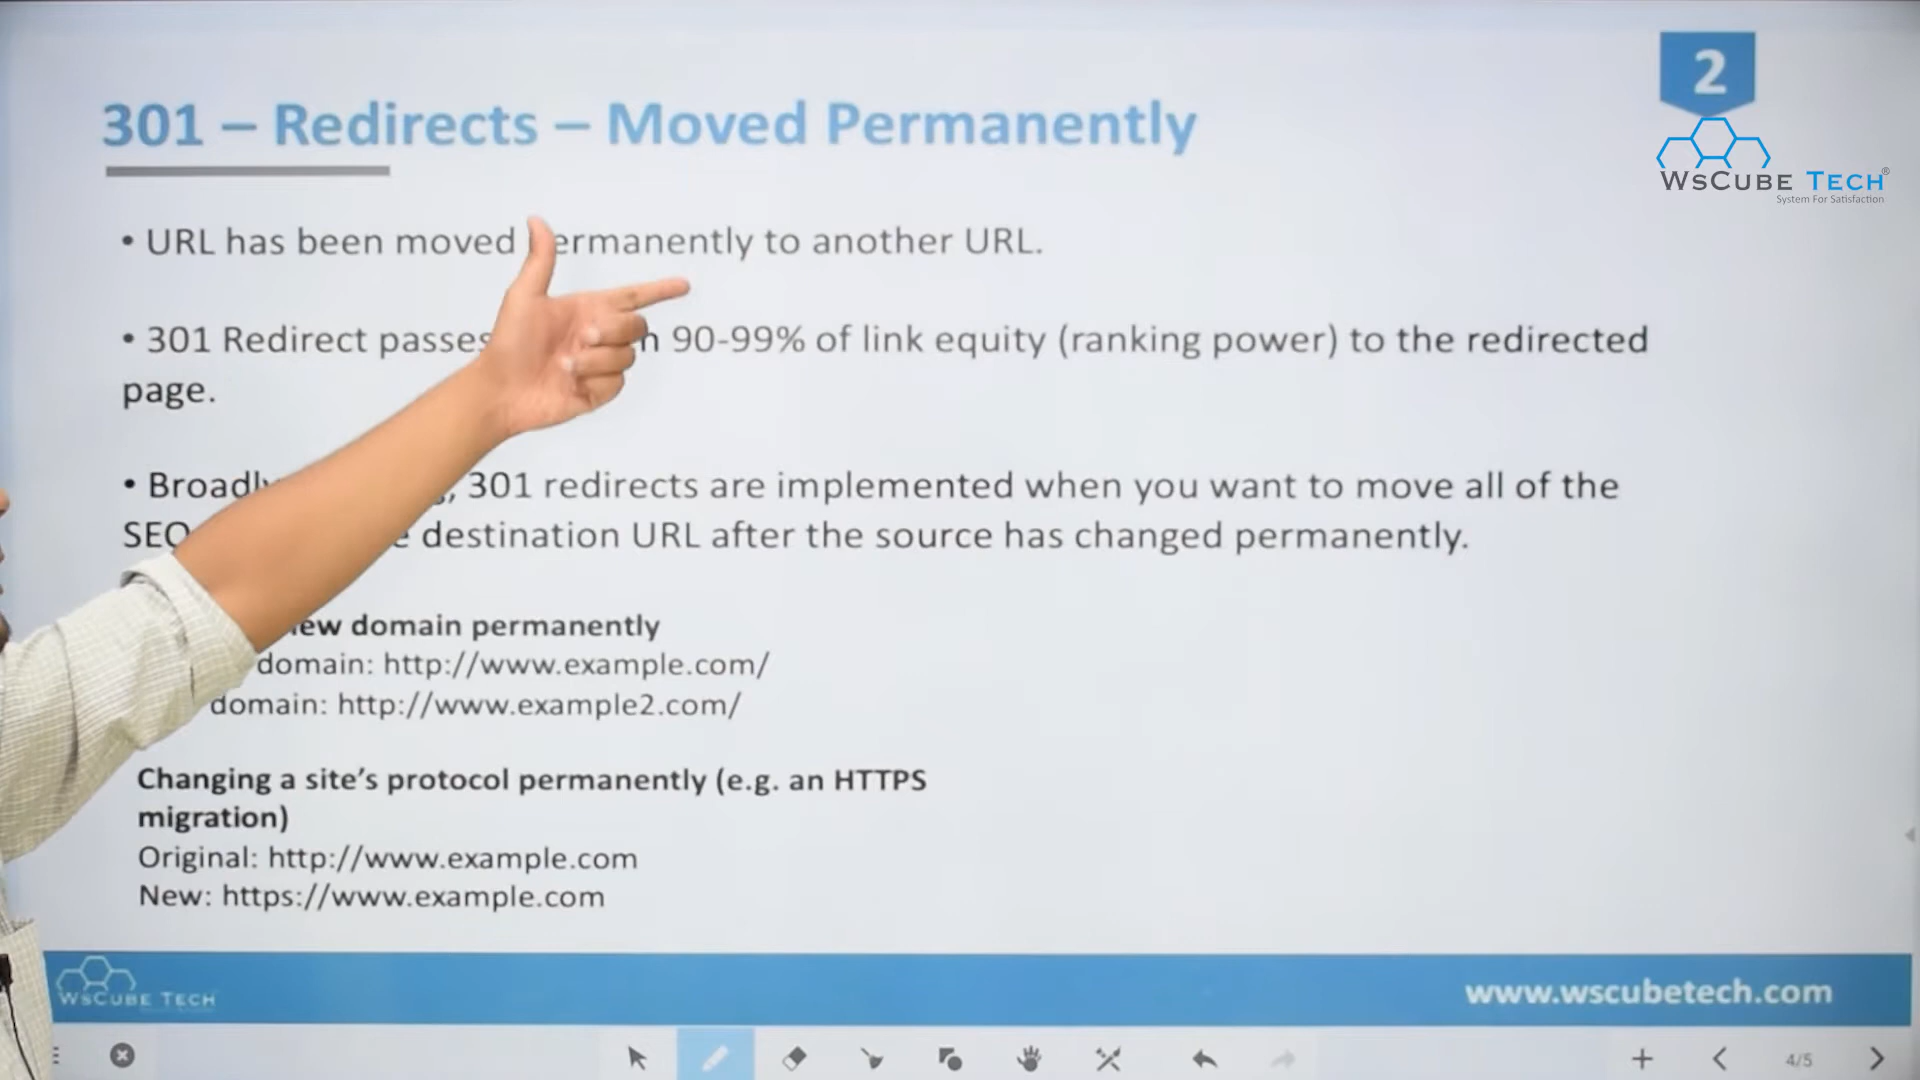 2
WsCube Tech®
System For Satisfaction
301 – Redirects – Moved Permanently
• URL has been moved permanently to another URL.
• 301 Redirect passes 90-99% of link equity (ranking power) to the redirected
page.
• Broadly 301 redirects are implemented when you want to move all of the
SEO destination URL after the source has changed permanently.
new domain permanently
domain: http://www.example.com/
domain: http://www.example2.com/
Changing a site's protocol permanently (e.g. an HTTPS
migration)
Original: http://www.example.com
New: https://www.example.com
WsCube Tech
www.wscubetech.com
4/5